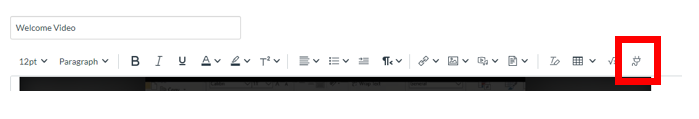 Welcome Video
12pt Paragraph B I U A T²